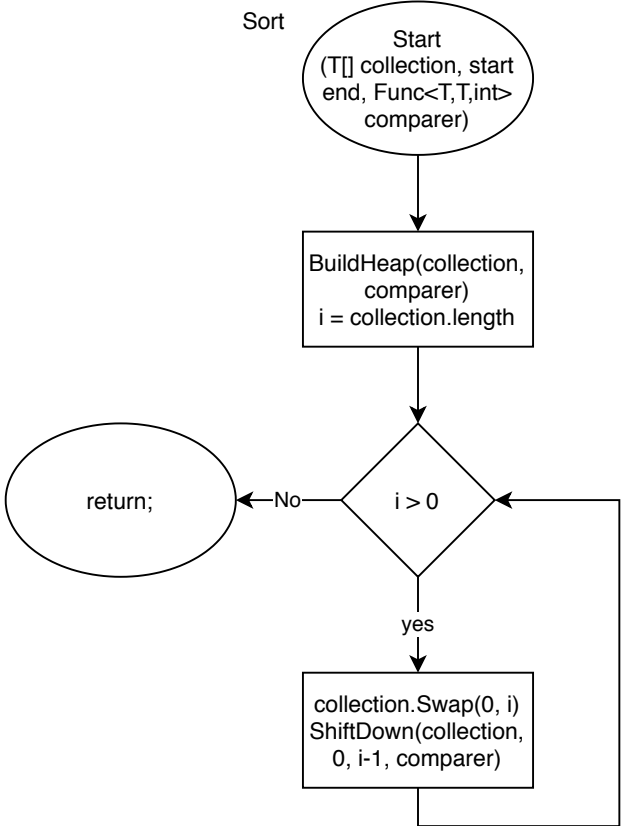 Sort
Start
(T[] collection, start
end, Func<T,T,int>
comparer)
BuildHeap(collection,
comparer)
i = collection.length
i > 0
No
return;
yes
collection.Swap(0, i)
ShiftDown(collection,
0, i-1, comparer)